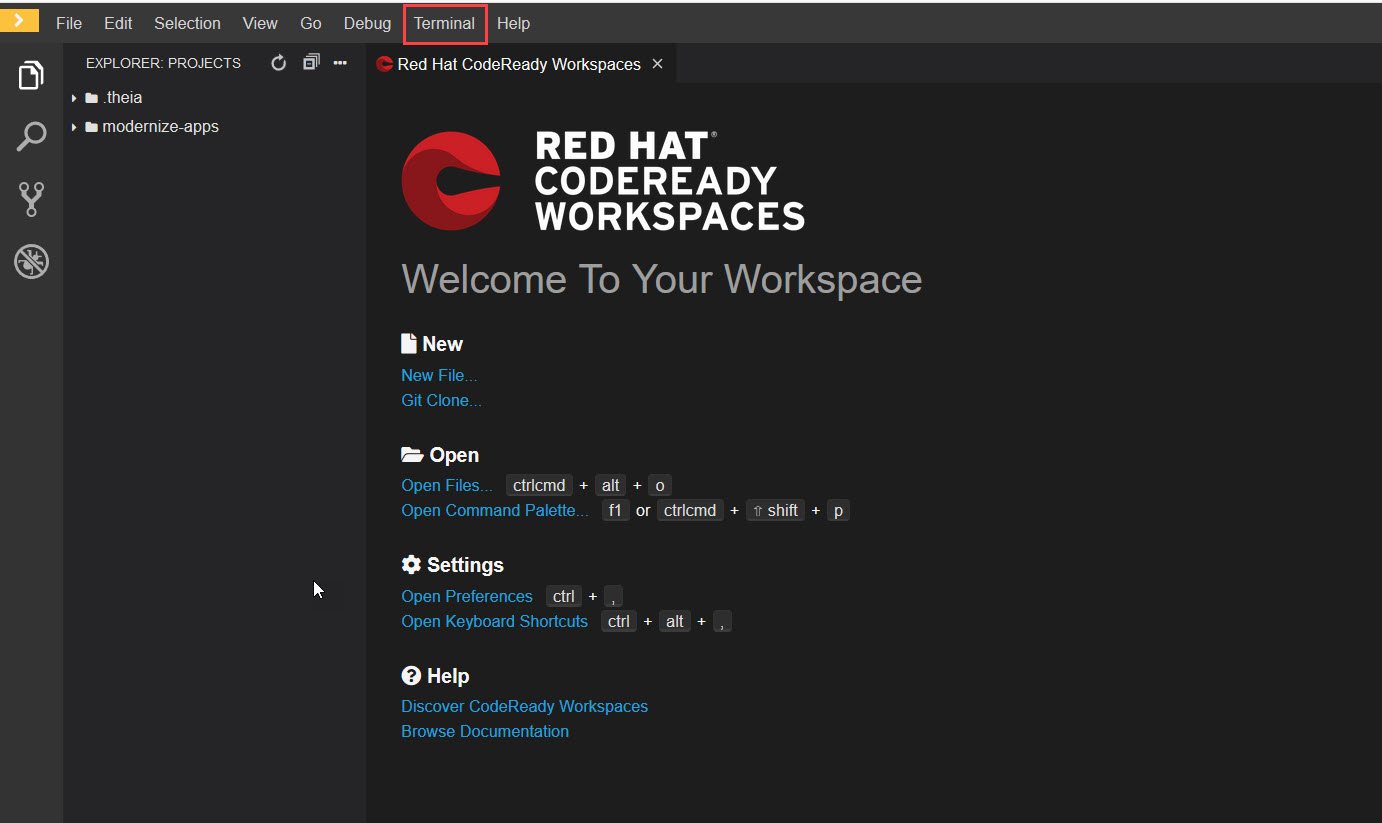 File Edit Selection View Go Debug Terminal Help
EXPLORER: PROJECTS
Red Hat CodeReady Workspaces
.theia
modernize-apps
RED HAT®
CODEREADY
WORKSPACES
Welcome To Your Workspace
New
New File...
Git Clone...
Open
Open Files... ctrlcmd + alt + o
Open Command Palette... f1 or ctrlcmd + ⇧ shift + p
Settings
Open Preferences ctrl + ,
Open Keyboard Shortcuts ctrl + alt + ,
Help
Discover CodeReady Workspaces
Browse Documentation